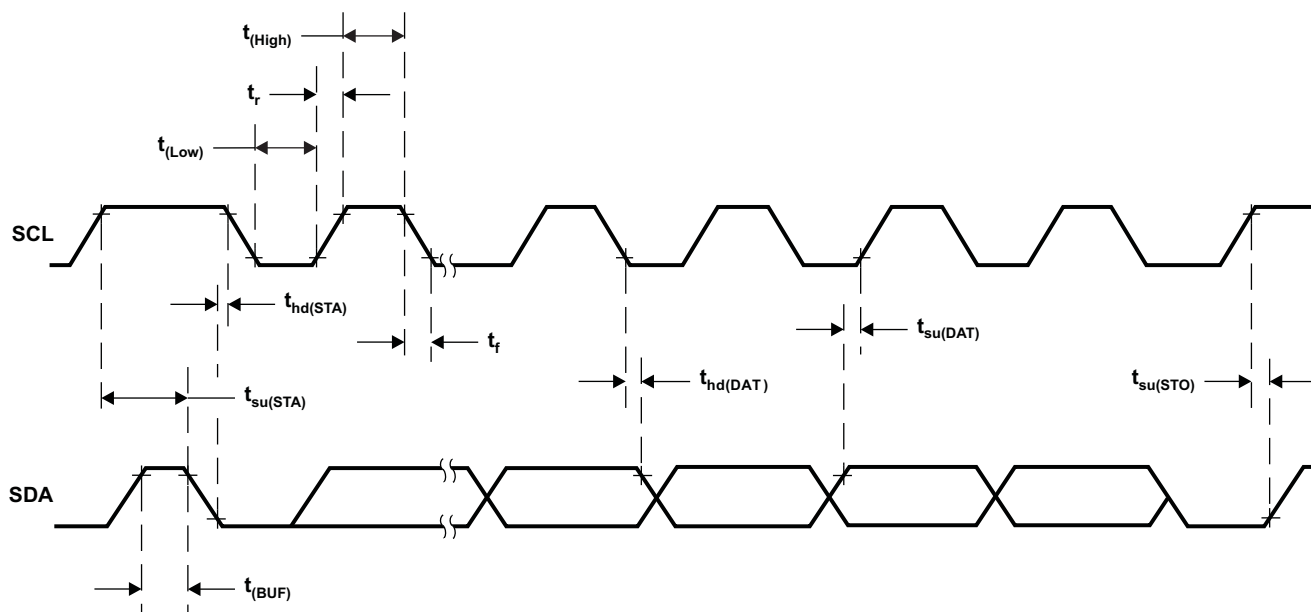 t(High)
tr
t(Low)
SCL
thd(STA)
tf
tsu(DAT)
thd(DAT)
tsu(STA)
tsu(STO)
SDA
t(BUF)